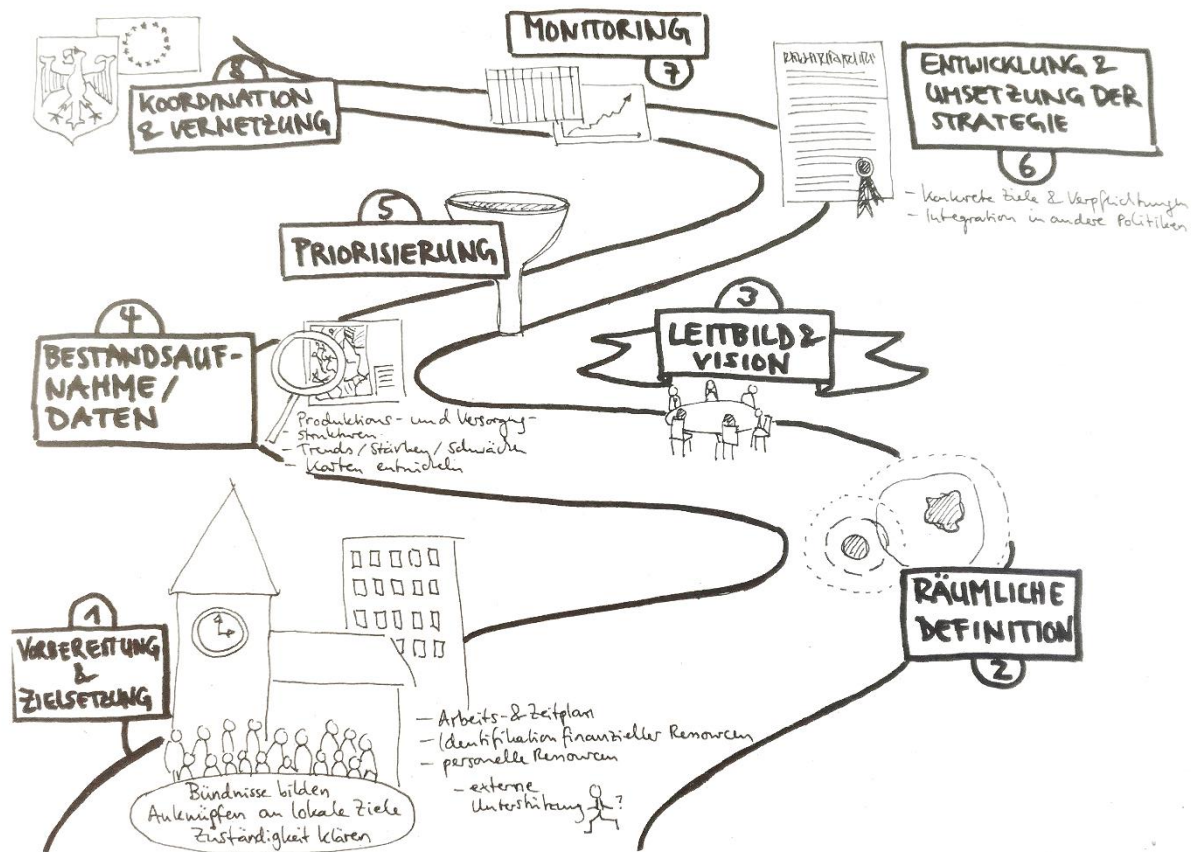 1
VORBEREITUNG
&
ZIELSETZUNG
Bündnisse bilden
Anknüpfen an lokale Ziele
Zuständigkeit klären
– Arbeits- & Zeitplan
– Identifikation finanzieller Ressourcen
– personelle Ressourcen
– externe
Unterstützung ?
RÄUMLICHE
DEFINITION
2
3
LEITBILD &
VISION
4
BESTANDSAUF-
NAHME/
DATEN
Produktions- und Versorgungs-
strukturen
– Trends/Stärken/Schwächen
– Karten entwickeln
5
PRIORISIERUNG
ENTWICKLUNG &
UMSETZUNG DER
STRATEGIE
6
– Konkrete Ziele & Verpflichtungen
– Integration in andere Politiken
MONITORING
7
8
KOORDINATION
& VERNETZUNG